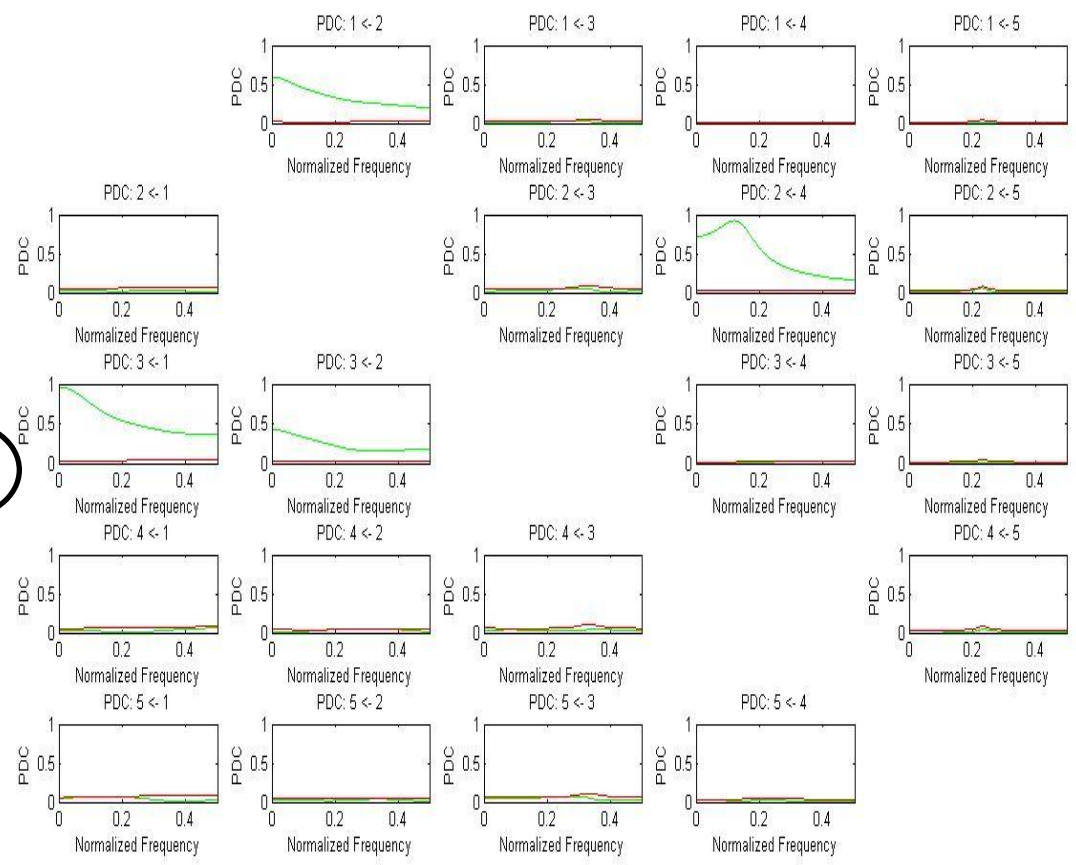 PDC: 1 <- 2 PDC: 1 <- 3 PDC: 1 <- 4 PDC: 1 <- 5
1 1 1 1
PDC 0.5 PDC 0.5 PDC 0.5 PDC 0.5
0 0 0 0
0 0.2 0.4 0 0.2 0.4 0 0.2 0.4 0 0.2 0.4
Normalized Frequency Normalized Frequency Normalized Frequency Normalized Frequency
PDC: 2 <- 1 PDC: 2 <- 3 PDC: 2 <- 4 PDC: 2 <- 5
1 1 1 1
PDC 0.5 PDC 0.5 PDC 0.5 PDC 0.5
0 0 0 0
0 0.2 0.4 0 0.2 0.4 0 0.2 0.4 0 0.2 0.4
Normalized Frequency Normalized Frequency Normalized Frequency Normalized Frequency
PDC: 3 <- 1 PDC: 3 <- 2 PDC: 3 <- 4 PDC: 3 <- 5
1 1 1 1
PDC 0.5 PDC 0.5 PDC 0.5 PDC 0.5
0 0 0 0
0 0.2 0.4 0 0.2 0.4 0 0.2 0.4 0 0.2 0.4
Normalized Frequency Normalized Frequency Normalized Frequency Normalized Frequency
PDC: 4 <- 1 PDC: 4 <- 2 PDC: 4 <- 3 PDC: 4 <- 5
1 1 1 1
PDC 0.5 PDC 0.5 PDC 0.5 PDC 0.5
0 0 0 0
0 0.2 0.4 0 0.2 0.4 0 0.2 0.4 0 0.2 0.4
Normalized Frequency Normalized Frequency Normalized Frequency Normalized Frequency
PDC: 5 <- 1 PDC: 5 <- 2 PDC: 5 <- 3 PDC: 5 <- 4
1 1 1 1
PDC 0.5 PDC 0.5 PDC 0.5 PDC 0.5
0 0 0 0
0 0.2 0.4 0 0.2 0.4 0 0.2 0.4 0 0.2 0.4
Normalized Frequency Normalized Frequency Normalized Frequency Normalized Frequency